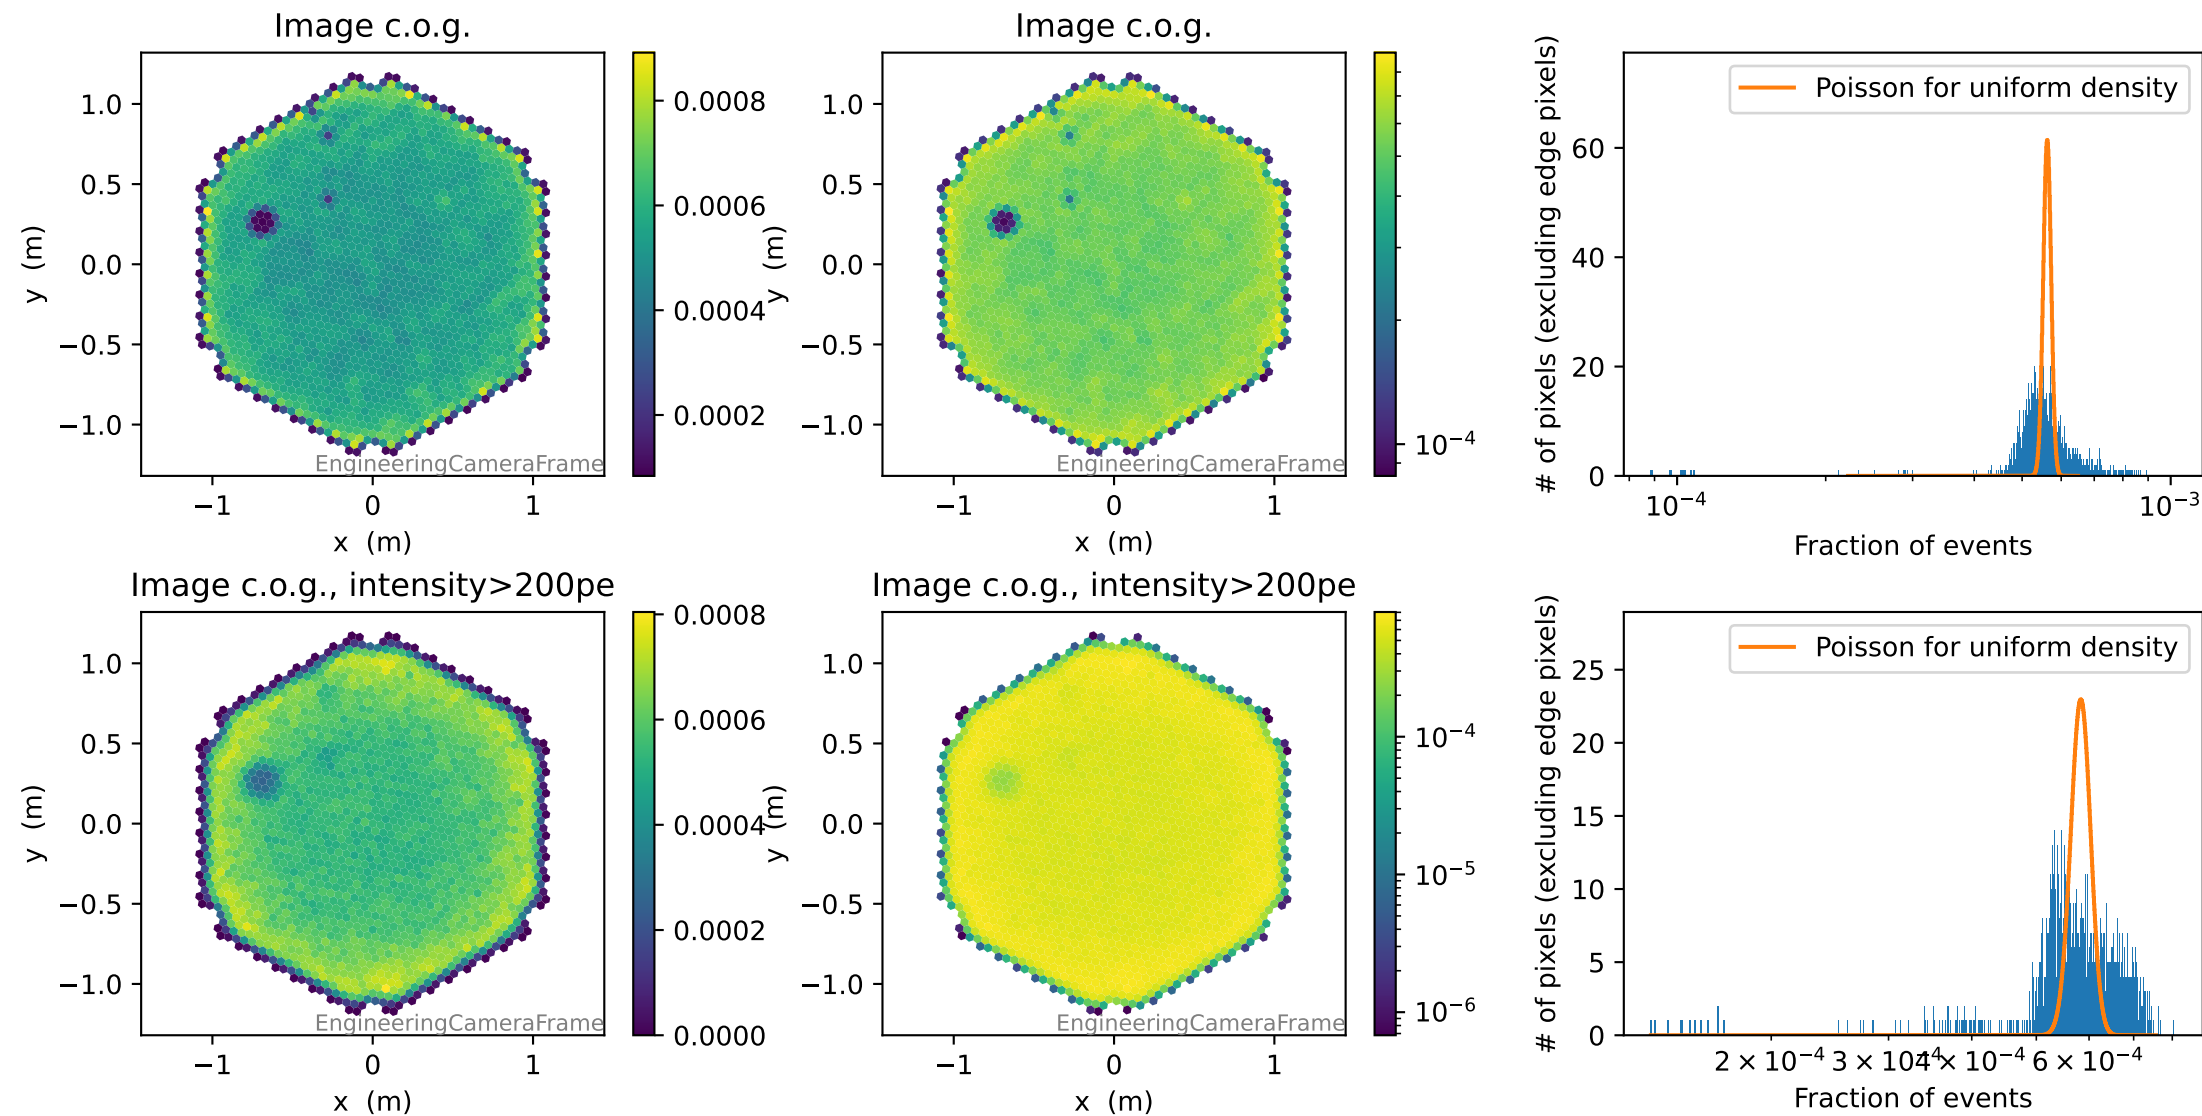 Image c.o.g.
1.0
0.5
0.0
−0.5
−1.0
y (m)
−1
0
1
x (m)
EngineeringCameraFrame
0.0008
0.0006
0.0004
0.0002
Image c.o.g.
1.0
0.5
0.0
−0.5
−1.0
y (m)
−1
0
1
x (m)
EngineeringCameraFrame
10⁻⁴
# of pixels (excluding edge pixels)
60
40
20
0
Poisson for uniform density
10⁻⁴
10⁻³
Fraction of events
Image c.o.g., intensity>200pe
1.0
0.5
0.0
−0.5
−1.0
y (m)
−1
0
1
x (m)
EngineeringCameraFrame
0.0008
0.0006
0.0004
0.0002
0.0000
Image c.o.g., intensity>200pe
1.0
0.5
0.0
−0.5
−1.0
y (m)
−1
0
1
x (m)
EngineeringCameraFrame
10⁻⁴
10⁻⁵
10⁻⁶
# of pixels (excluding edge pixels)
25
20
15
10
5
0
Poisson for uniform density
2 × 10⁻⁴
3 × 10⁻⁴
4 × 10⁻⁴
6 × 10⁻⁴
Fraction of events